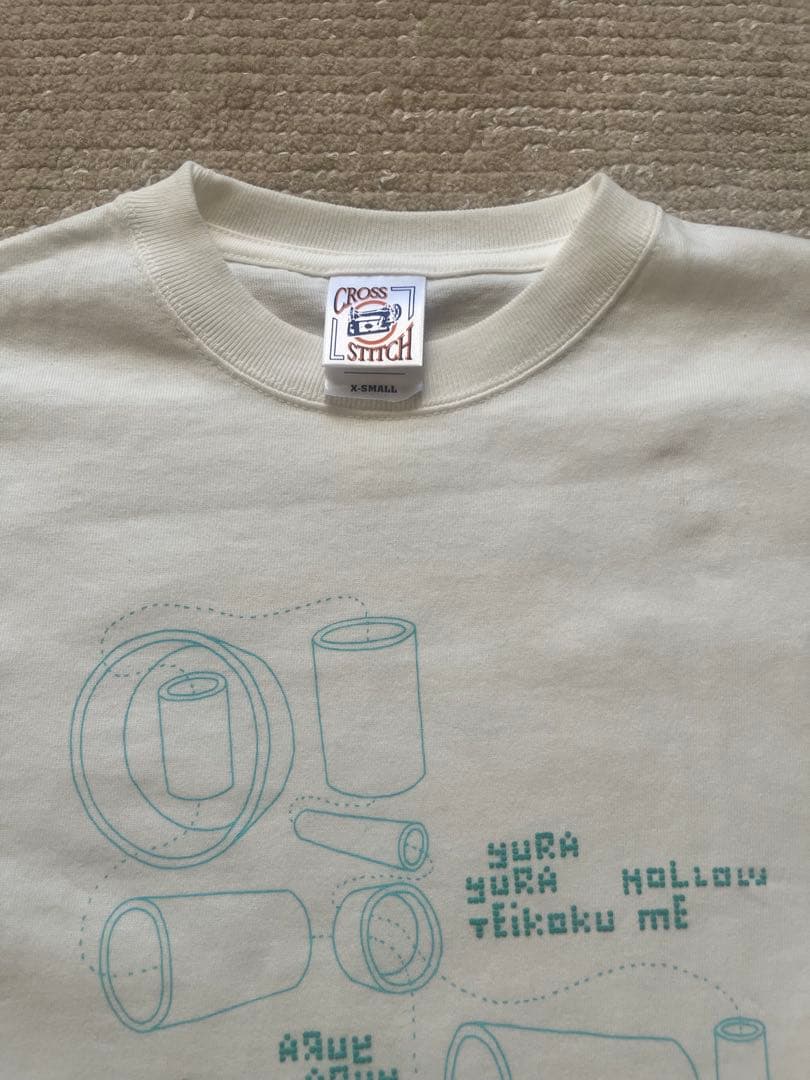 CROSS
STITCH
X-SMALL
yuRA
yuRA HoLLow
TEikoku mE